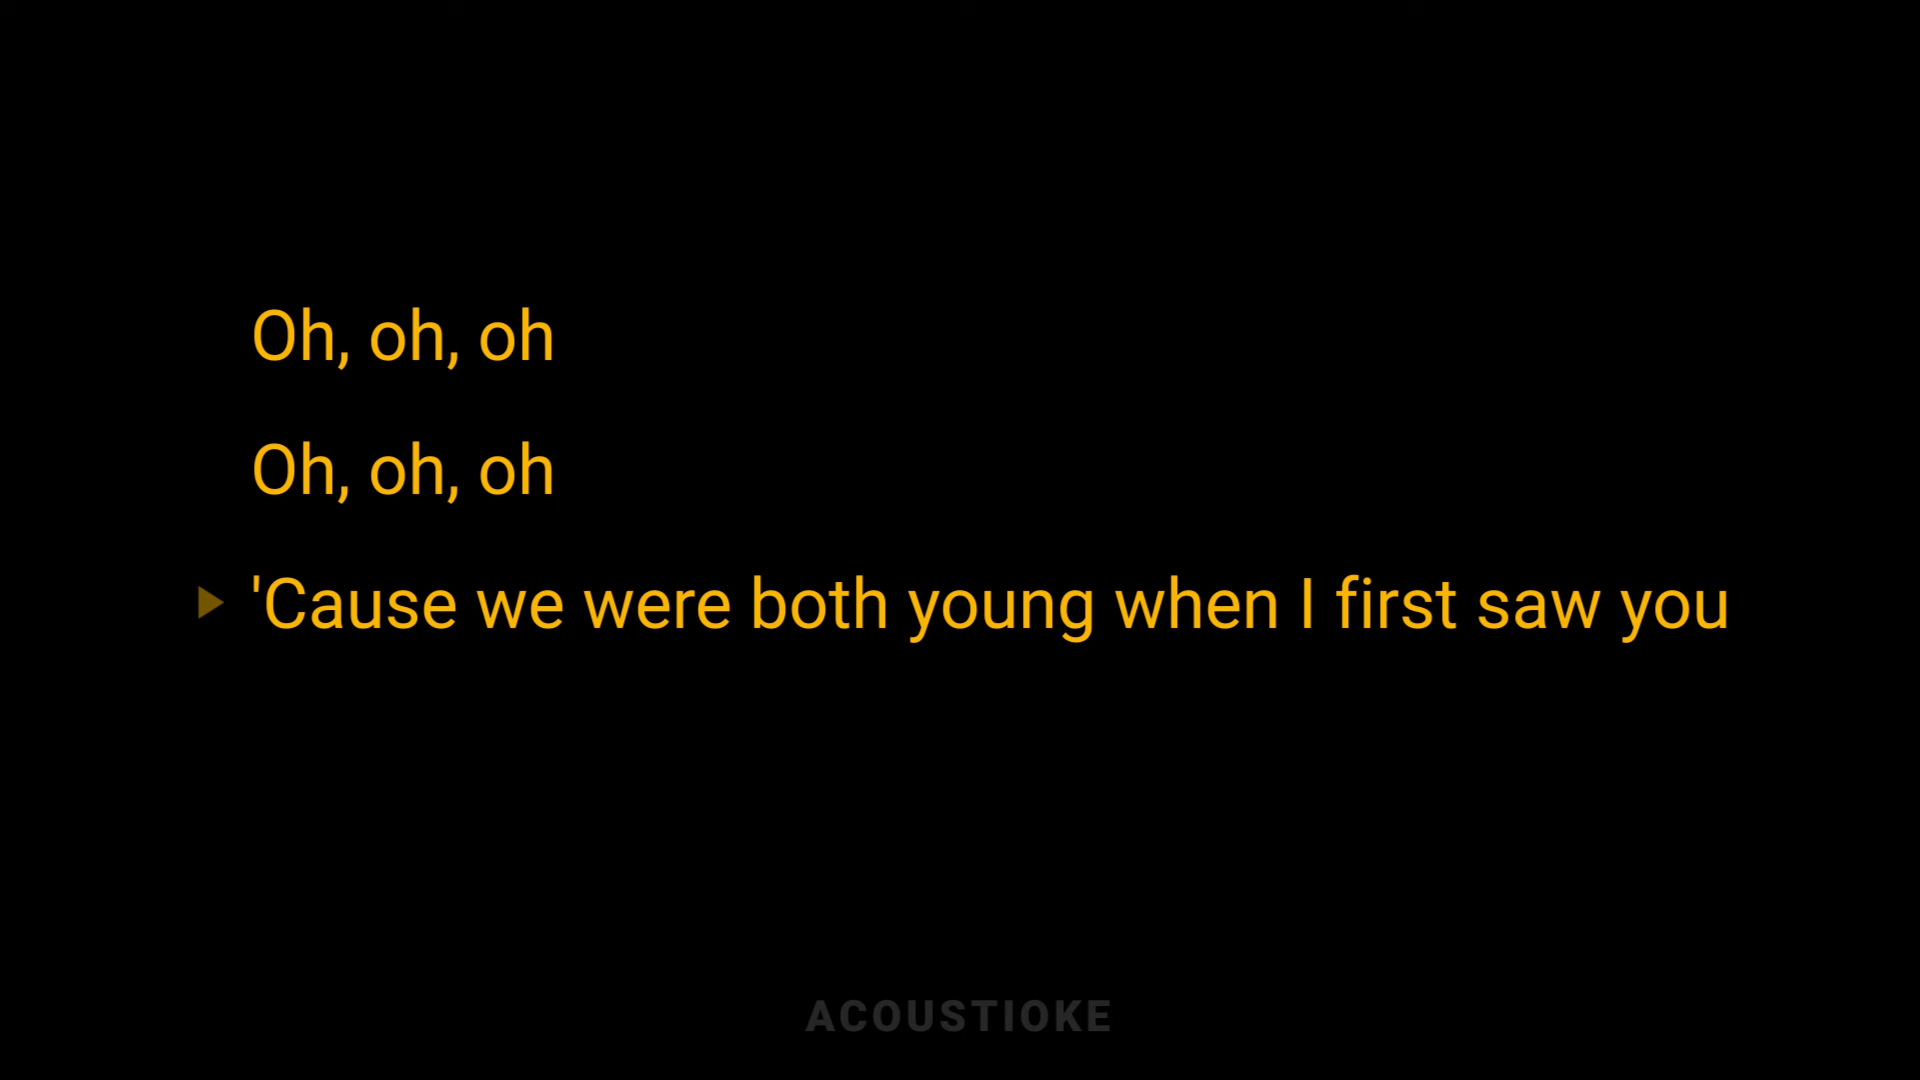 Oh, oh, oh
Oh, oh, oh
'Cause we were both young when I first saw you
ACOUSTIOKE